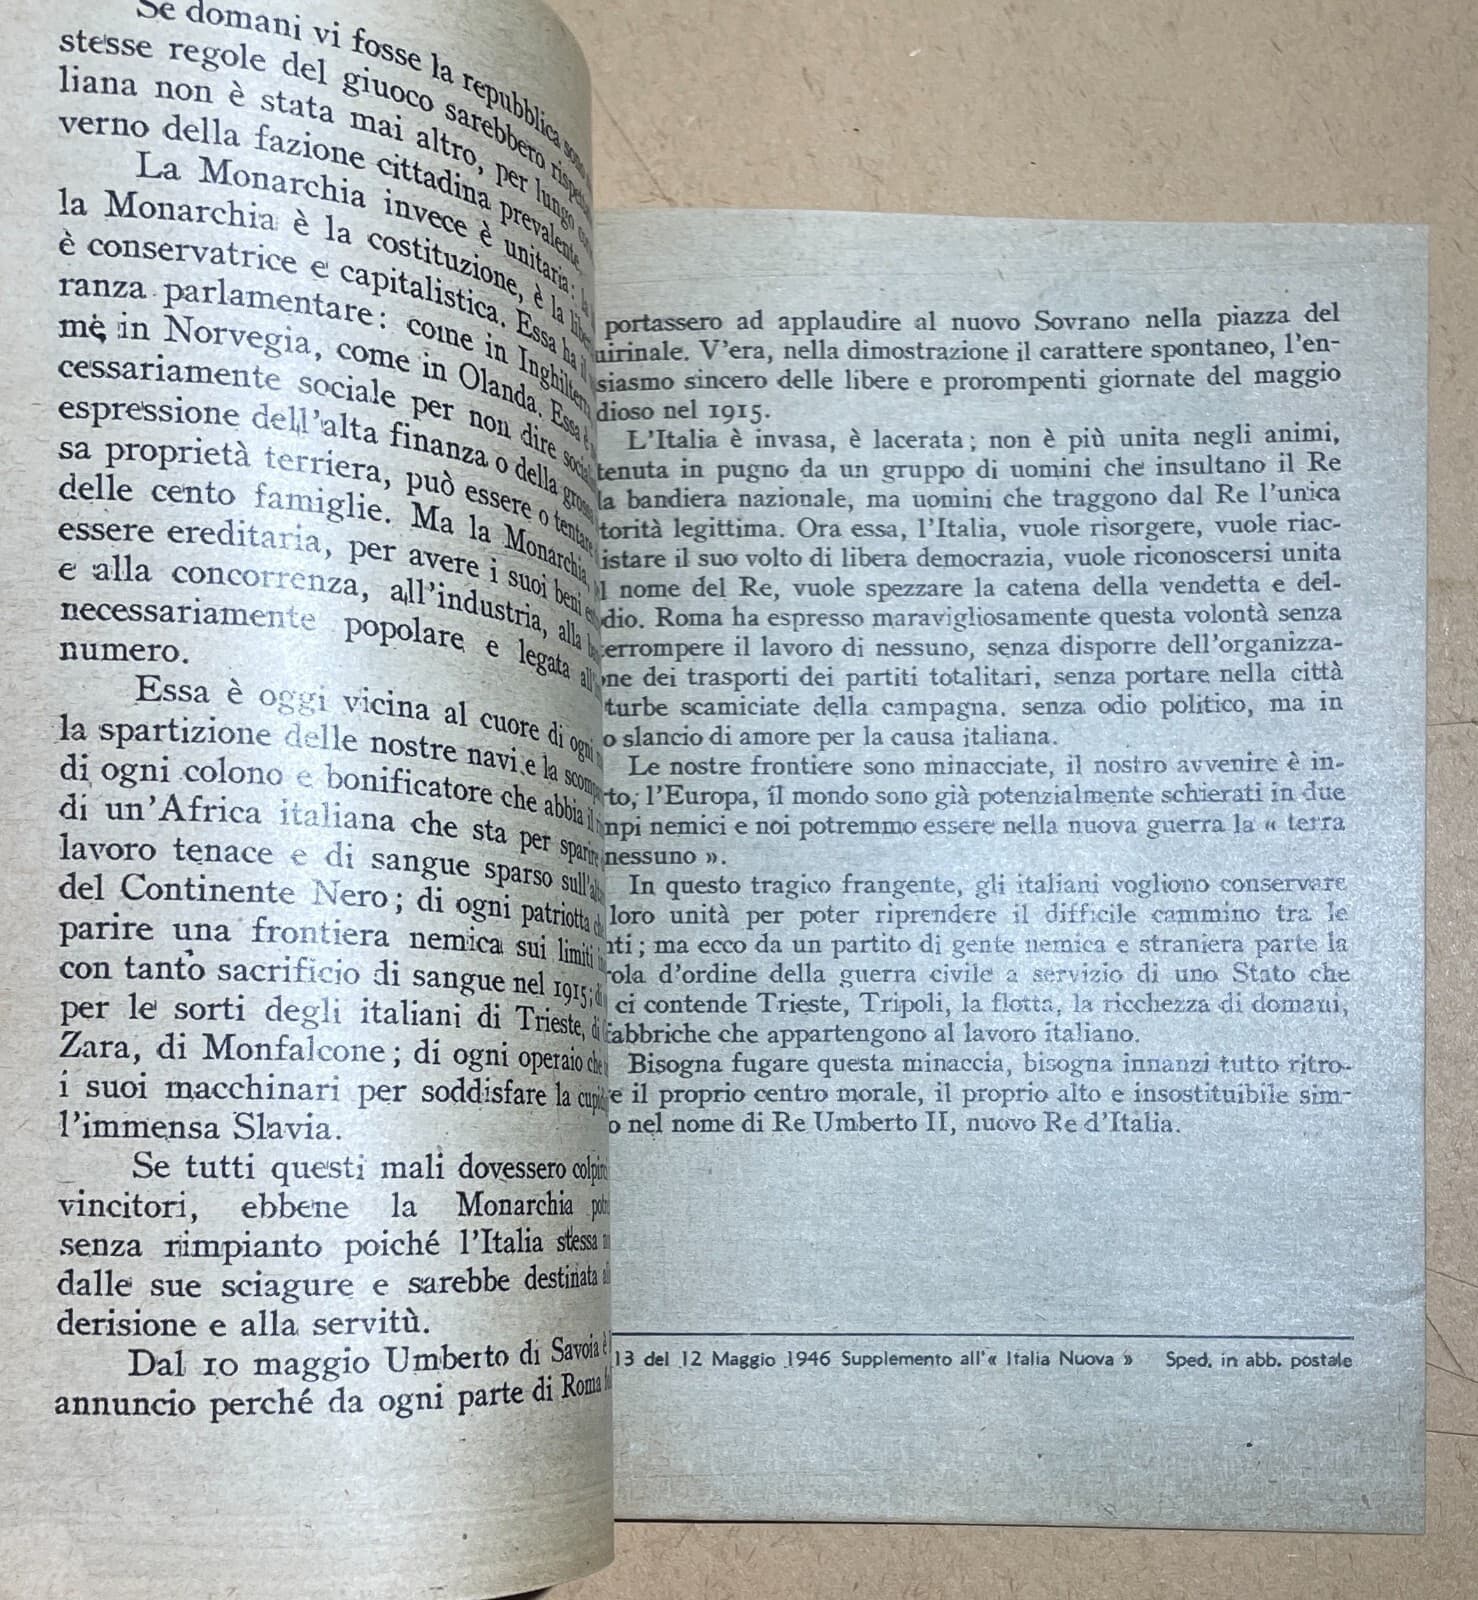 Se domani vi fosse la repubblica
stesse regole del giuoco sarebbero
liana non è stata mai altro, per lungo
verno della fazione cittadina prevalente.
La Monarchia invece è unitaria: la
la Monarchia è la costituzione, è la
è conservatrice e capitalistica. Essa ha il
ranza parlamentare: come in Inghilterra
me in Norvegia, come in Olanda. Essa è
cessariamente sociale per non dire
espressione dell'alta finanza o della gros
sa proprietà terriera, può essere o tentare
delle cento famiglie. Ma la Monarchia,
essere ereditaria, per avere i suoi beni
e alla concorrenza, all'industria, alla
necessariamente popolare e legata
numero.
Essa è oggi vicina al cuore di ogni
la spartizione delle nostre navi e la
di ogni colono e bonificatore che abbia il
di un'Africa italiana che sta per sparire
lavoro tenace e di sangue sparso
del Continente Nero; di ogni patriotta
parire una frontiera nemica sui limiti
con tanto sacrificio di sangue nel 1915;
per le sorti degli italiani di Trieste, di
Zara, di Monfalcone; di ogni operaio
i suoi macchinari per soddisfare la
l'immensa Slavia.
Se tutti questi mali dovessero
vincitori, ebbene la Monarchia
senza rimpianto poiché l'Italia stessa
dalle sue sciagure e sarebbe destinata
derisione e alla servitù.
Dal 10 maggio Umberto di Savoia è
annuncio perché da ogni parte di Roma
portassero ad applaudire al nuovo Sovrano nella piazza del
uirinale. V'era, nella dimostrazione il carattere spontaneo, l'en-
siasmo sincero delle libere e prorompenti giornate del maggio
dioso nel 1915.
L'Italia è invasa, è lacerata; non è più unita negli animi,
tenuta in pugno da un gruppo di uomini che insultano il Re
la bandiera nazionale, ma uomini che traggono dal Re l'unica
torità legittima. Ora essa, l'Italia, vuole risorgere, vuole riac-
istare il suo volto di libera democrazia, vuole riconoscersi unita
l nome del Re, vuole spezzare la catena della vendetta e del-
dio. Roma ha espresso maravigliosamente questa volontà senza
terrompere il lavoro di nessuno, senza disporre dell'organizza-
one dei trasporti dei partiti totalitari, senza portare nella città
turbe scamiciate della campagna, senza odio politico, ma in
o slancio di amore per la causa italiana.
Le nostre frontiere sono minacciate, il nostro avvenire è in-
rto, l'Europa, il mondo sono già potenzialmente schierati in due
mpi nemici e noi potremmo essere nella nuova guerra la « terra
nessuno ».
In questo tragico frangente, gli italiani vogliono conservare
loro unità per poter riprendere il difficile cammino tra le
nti; ma ecco da un partito di gente nemica e straniera parte la
rola d'ordine della guerra civile a servizio di uno Stato che
ci contende Trieste, Tripoli, la flotta, la ricchezza di domani,
fabbriche che appartengono al lavoro italiano.
Bisogna fugare questa minaccia, bisogna innanzi tutto ritro-
e il proprio centro morale, il proprio alto e insostituibile sim-
o nel nome di Re Umberto II, nuovo Re d'Italia.
13 del 12 Maggio 1946 Supplemento all'« Italia Nuova » Sped. in abb. postale